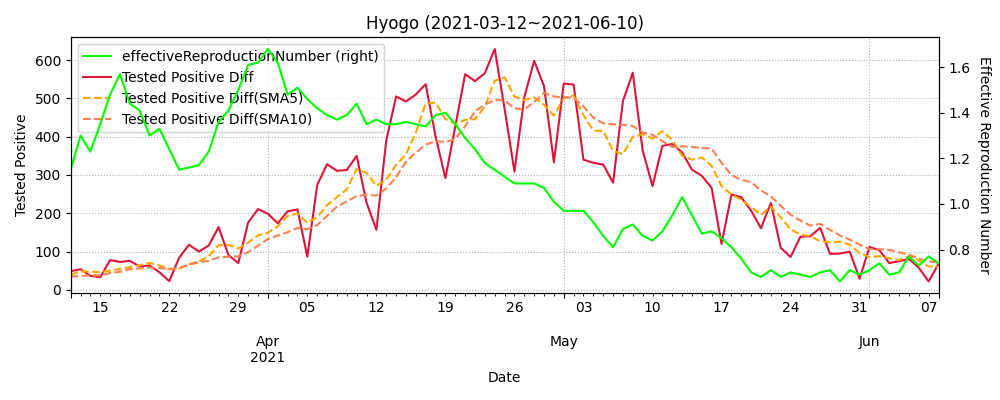 Hyogo (2021-03-12~2021-06-10)
effectiveReproductionNumber (right)
Tested Positive Diff
Tested Positive Diff(SMA5)
Tested Positive Diff(SMA10)
Tested Positive
600
500
400
300
200
100
0
1.6
1.4
1.2
1.0
0.8
Effective Reproduction Number
15 22 29 05 12 19 26 03 10 17 24 31 07
Apr May Jun
2021
Date